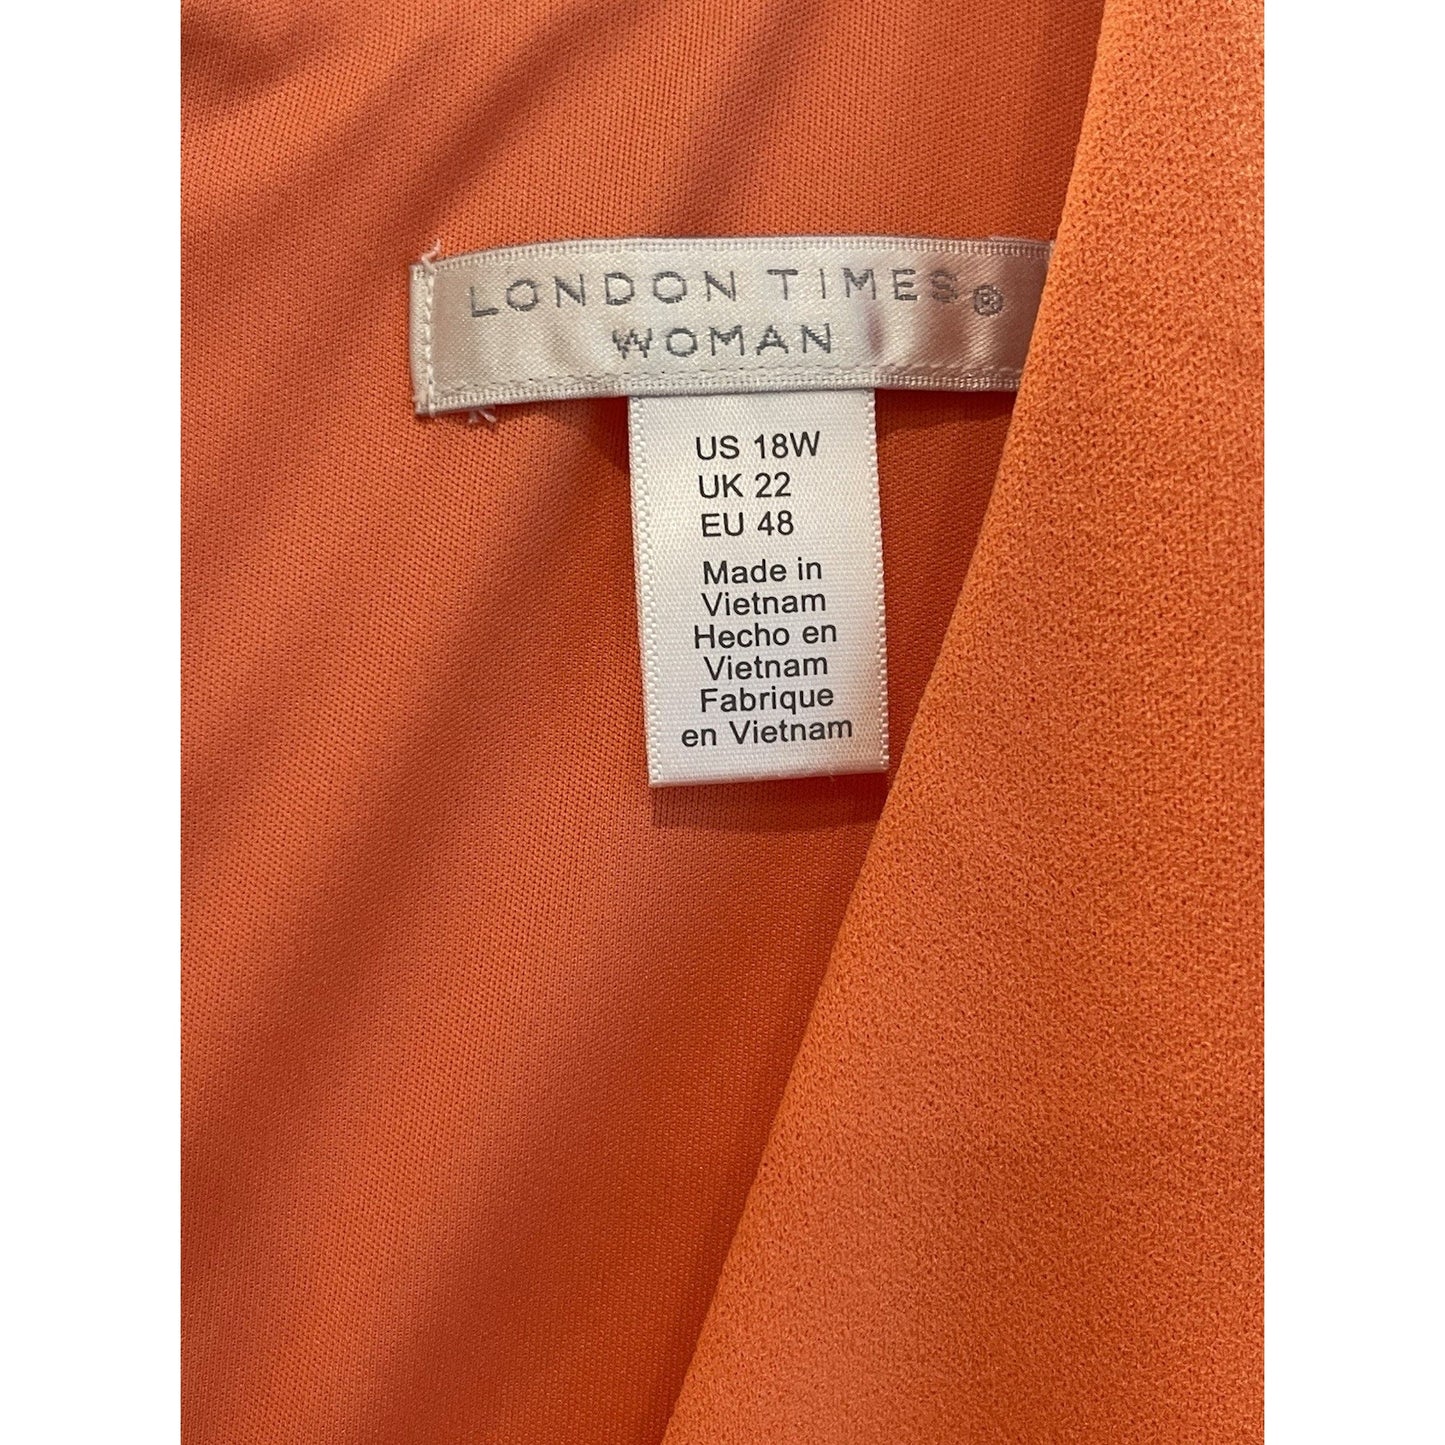 LONDON TIMES®
WOMAN
US 18W
UK 22
EU 48
Made in
Vietnam
Hecho en
Vietnam
Fabrique
en Vietnam